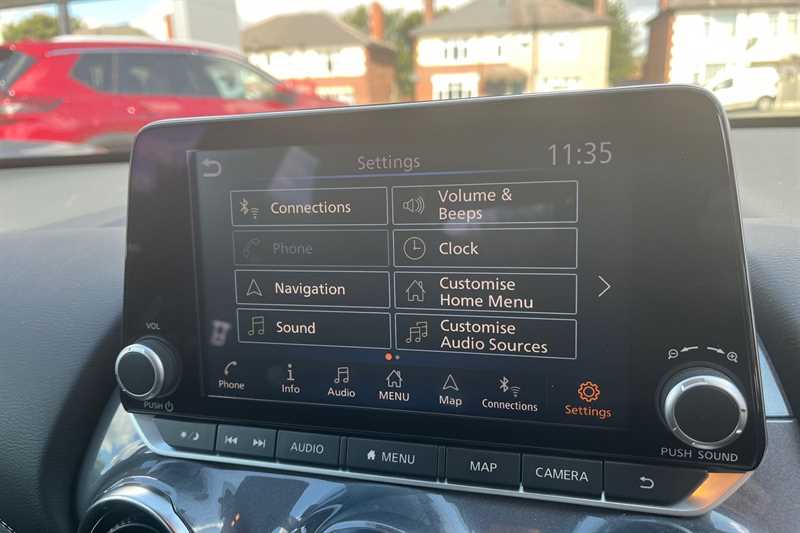 Settings
11:35
Connections
Volume &
Beeps
Phone
Clock
Navigation
Customise
Home Menu
Sound
Customise
Audio Sources
Phone
Info
Audio
MENU
Map
Connections
Settings
VOL
PUSH
PUSH SOUND
AUDIO
MENU
MAP
CAMERA